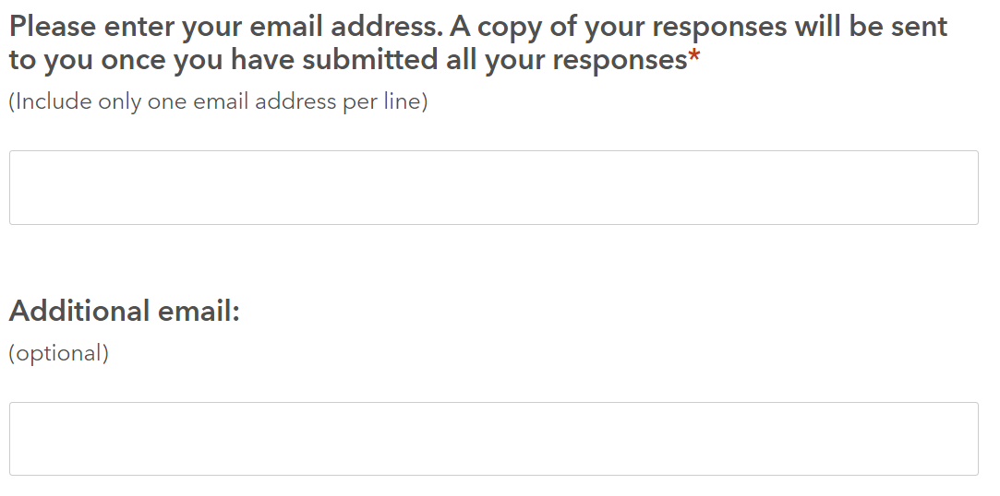 Please enter your email address. A copy of your responses will be sent
to you once you have submitted all your responses*
(Include only one email address per line)
Additional email:
(optional)